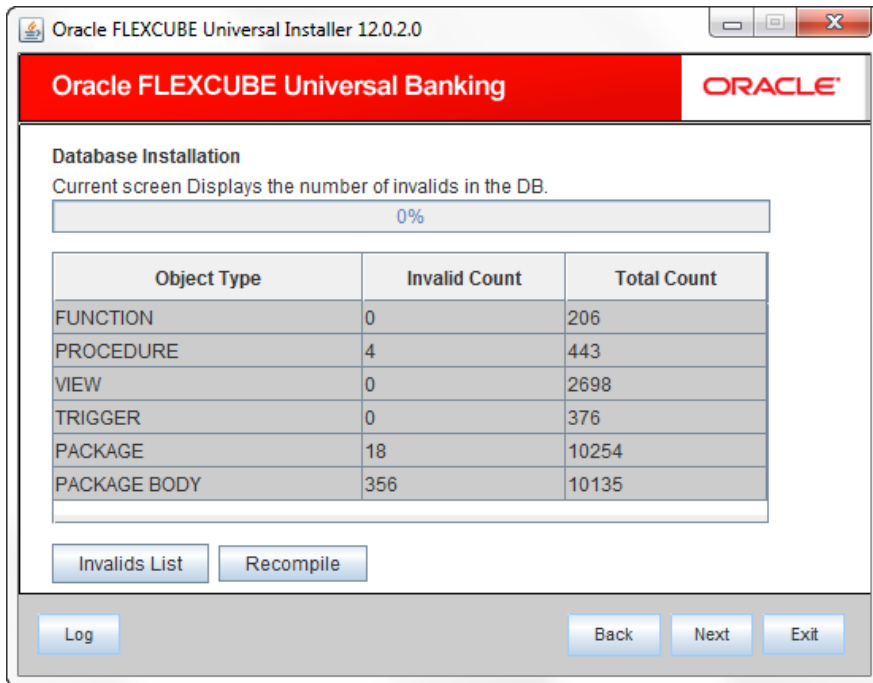 Oracle FLEXCUBE Universal Installer 12.0.2.0
Oracle FLEXCUBE Universal Banking
ORACLE
Database Installation
Current screen Displays the number of invalids in the DB.
0%
Object Type Invalid Count Total Count
FUNCTION 0 206
PROCEDURE 4 443
VIEW 0 2698
TRIGGER 0 376
PACKAGE 18 10254
PACKAGE BODY 356 10135
Invalids List Recompile
Log Back Next Exit